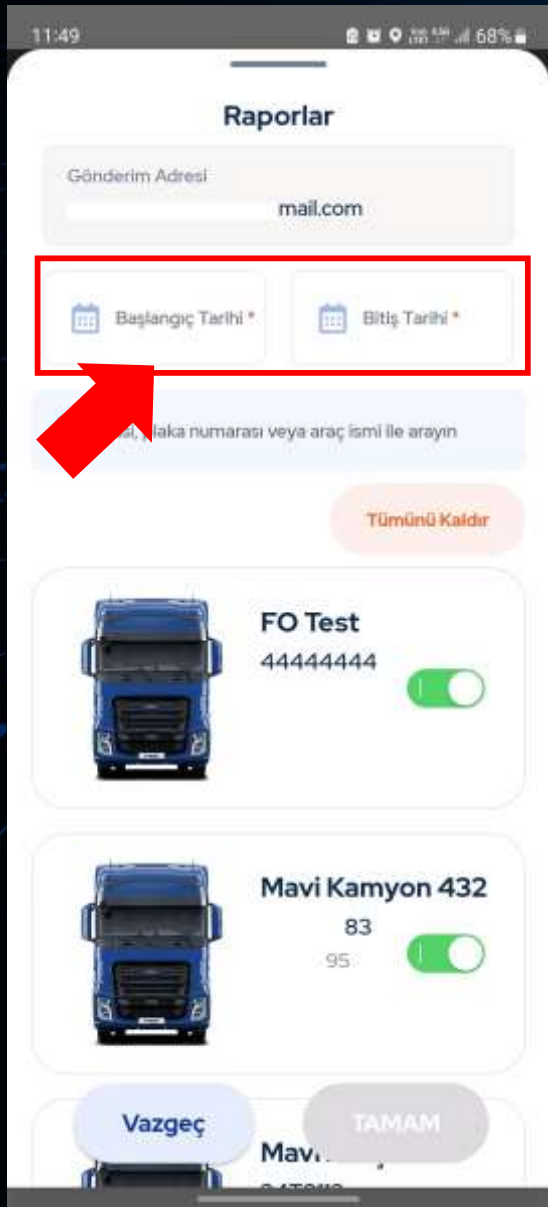 11:49
68%
Raporlar
Gönderim Adresi
mail.com
Başlangıç Tarihi *
Bitiş Tarihi *
numarası veya araç ismi ile arayın
Tümünü Kaldır
FO Test
44444444
Mavi Kamyon 432
83
95
Vazgeç
TAMAM